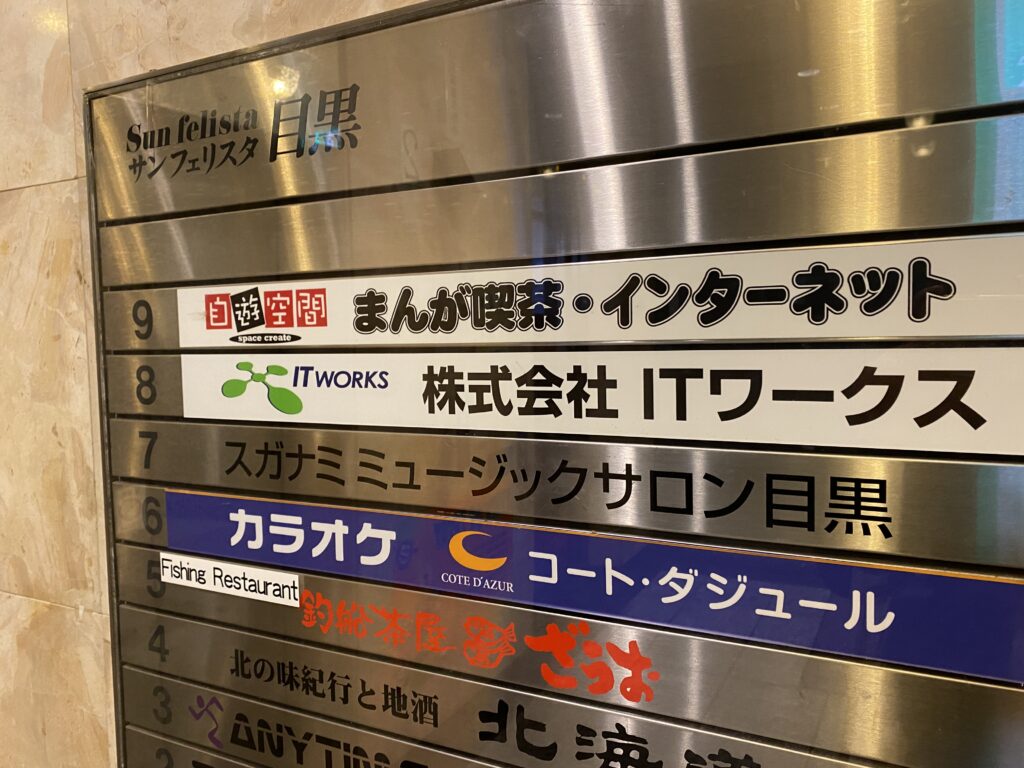 Sun felista
サンフェリスタ 目黒
9 自遊空間 space create まんが喫茶・インターネット
8 IT WORKS 株式会社 ITワークス
7 スガナミミュージックサロン目黒
6 カラオケ COTE D'AZUR コート・ダジュール
5 Fishing Restaurant 釣船茶屋 ざうお
4 北の味紀行と地酒 北海道
3 ANYTIM
2